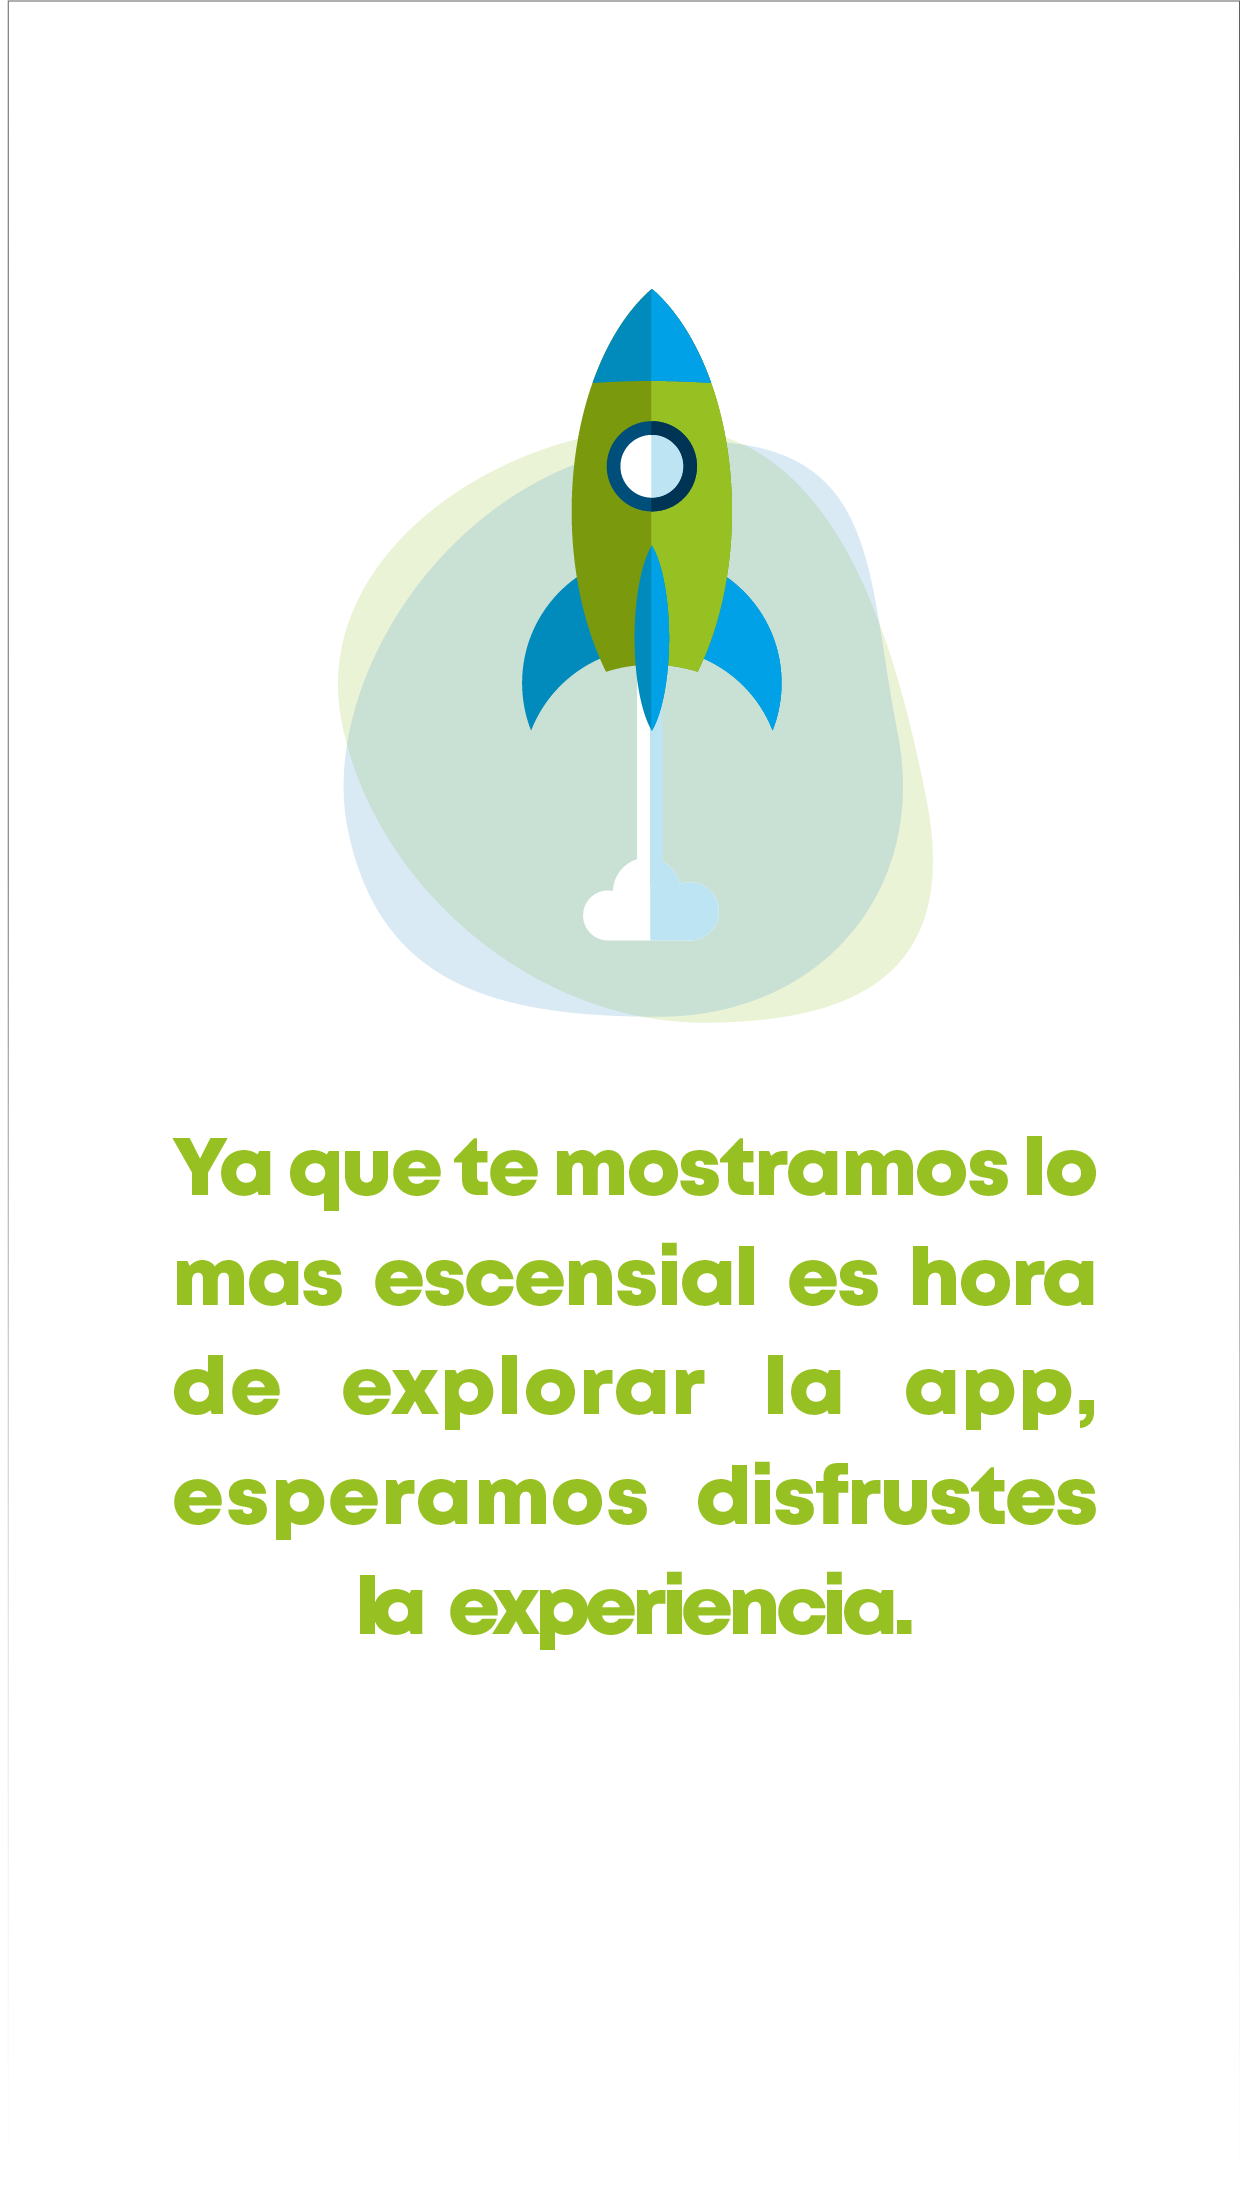 Ya que te mostramos lo
mas escensial es hora
de explorar la app,
esperamos disfrustes
la experiencia.